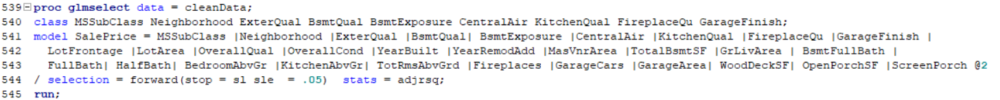 539 proc glmselect data = cleanData;
540 class MSSubClass Neighborhood ExterQual BsmtQual BsmtExposure CentralAir KitchenQual FireplaceQu GarageFinish;
541 model SalePrice = MSSubClass |Neighborhood |ExterQual |BsmtQual| BsmtExposure |CentralAir |KitchenQual |FireplaceQu |GarageFinish |
542 LotFrontage |LotArea |OverallQual |OverallCond |YearBuilt |YearRemodAdd |MasVnrArea |TotalBsmtSF |GrLivArea | BsmtFullBath |
543 FullBath| HalfBath| BedroomAbvGr |KitchenAbvGr| TotRmsAbvGrd |Fireplaces |GarageCars |GarageArea| WoodDeckSF| OpenPorchSF |ScreenPorch @2
544 / selection = forward(stop = sl sle = .05) stats = adjrsq;
545 run;